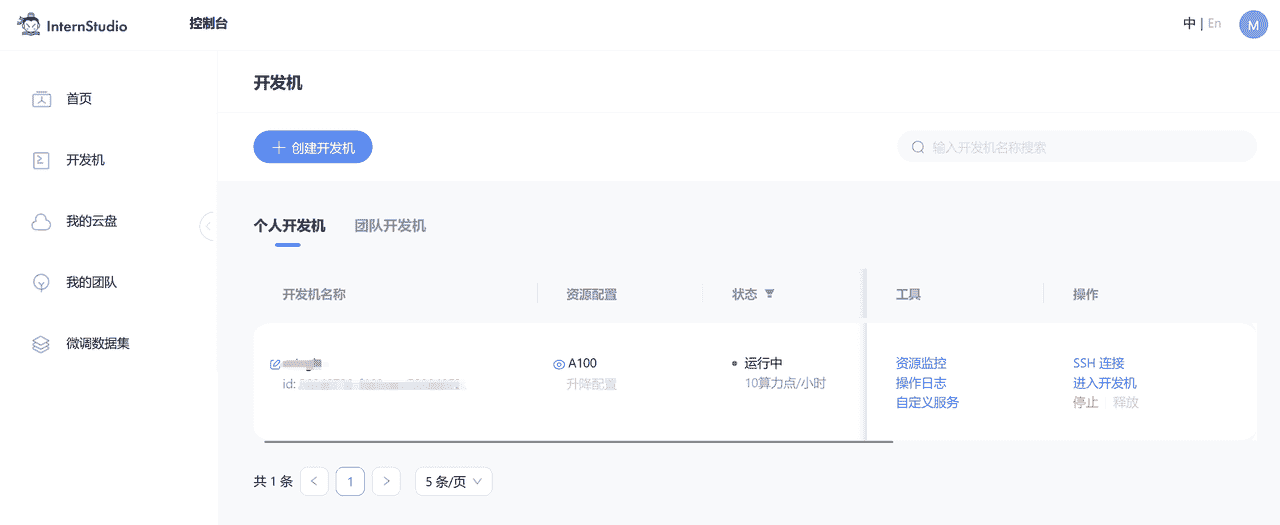 InternStudio
控制台
中 | En
M
首页
开发机
我的云盘
我的团队
微调数据集
开发机
创建开发机
输入开发机名称搜索
个人开发机
团队开发机
开发机名称 资源配置 状态 工具 操作
id:
A100
升降配置
运行中
10算力点/小时
资源监控
操作日志
自定义服务
SSH 连接
进入开发机
停止 释放
共 1 条 < 1 > 5 条/页